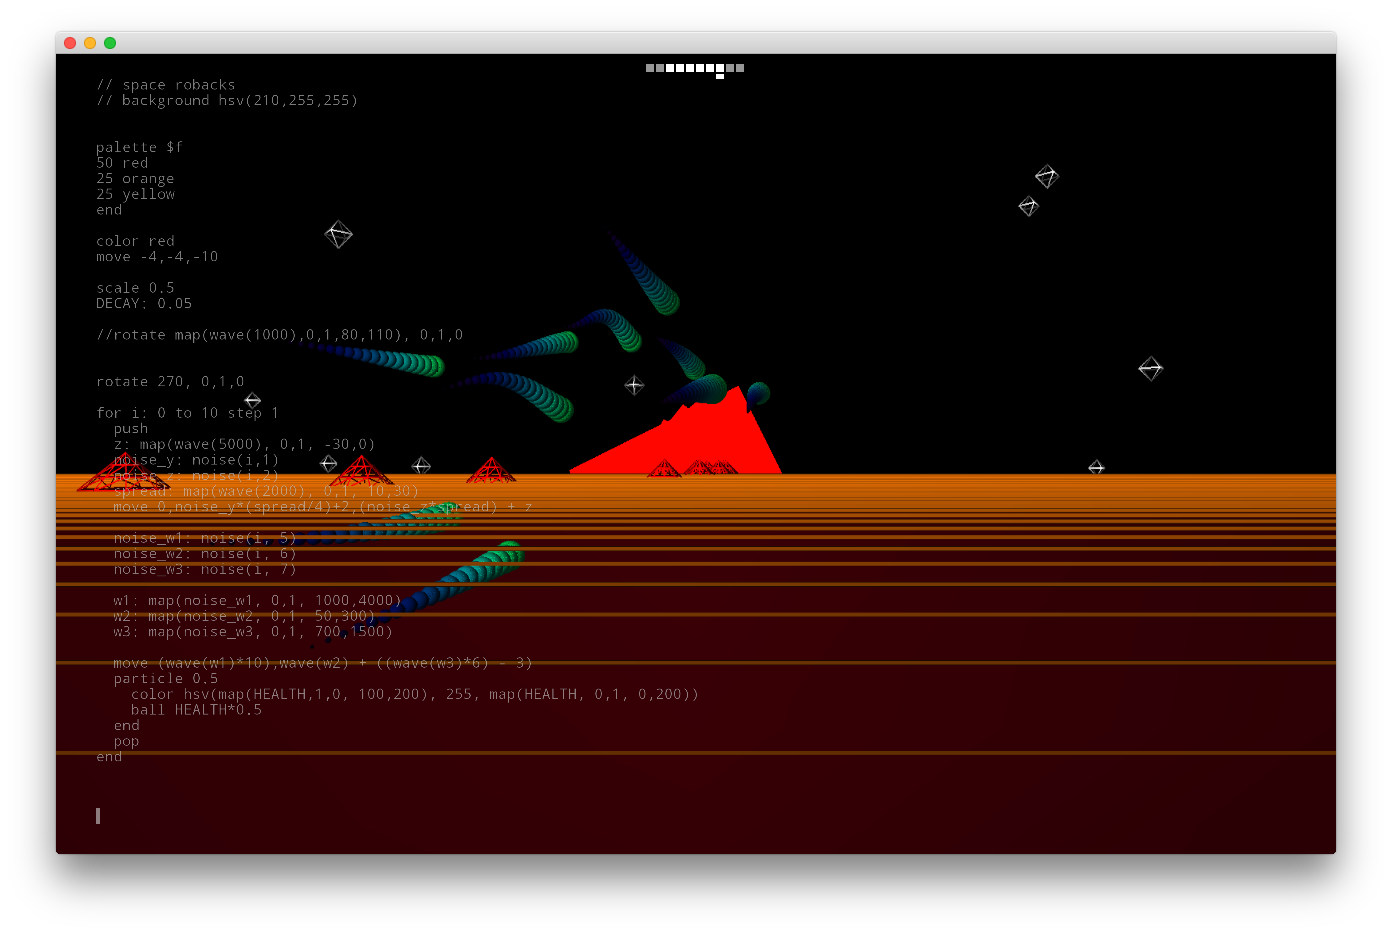 // space robacks
// background hsv(210,255,255)
palette $f
50 red
25 orange
25 yellow
end
color red
move -4,-4,-10
scale 0.5
DECAY: 0.05
//rotate map(wave(1000),0,1,80,110), 0,1,0
rotate 270, 0,1,0
for i: 0 to 10 step 1
push
z: map(wave(5000), 0,1, -30,0)
noise_y: noise(i,1)
noise_z: noise(i,2)
spread: map(wave(2000), 0,1, 10,30)
move 0,noise_y*(spread/4)+2,(noise_z*spread) + z
noise_w1: noise(i, 5)
noise_w2: noise(i, 6)
noise_w3: noise(i, 7)
w1: map(noise_w1, 0,1, 1000,4000)
w2: map(noise_w2, 0,1, 50,300)
w3: map(noise_w3, 0,1, 700,1500)
move (wave(w1)*10),wave(w2) + ((wave(w3)*6) - 3)
particle 0.5
color hsv(map(HEALTH,1,0, 100,200), 255, map(HEALTH, 0,1, 0,200))
ball HEALTH*0.5
end
pop
end